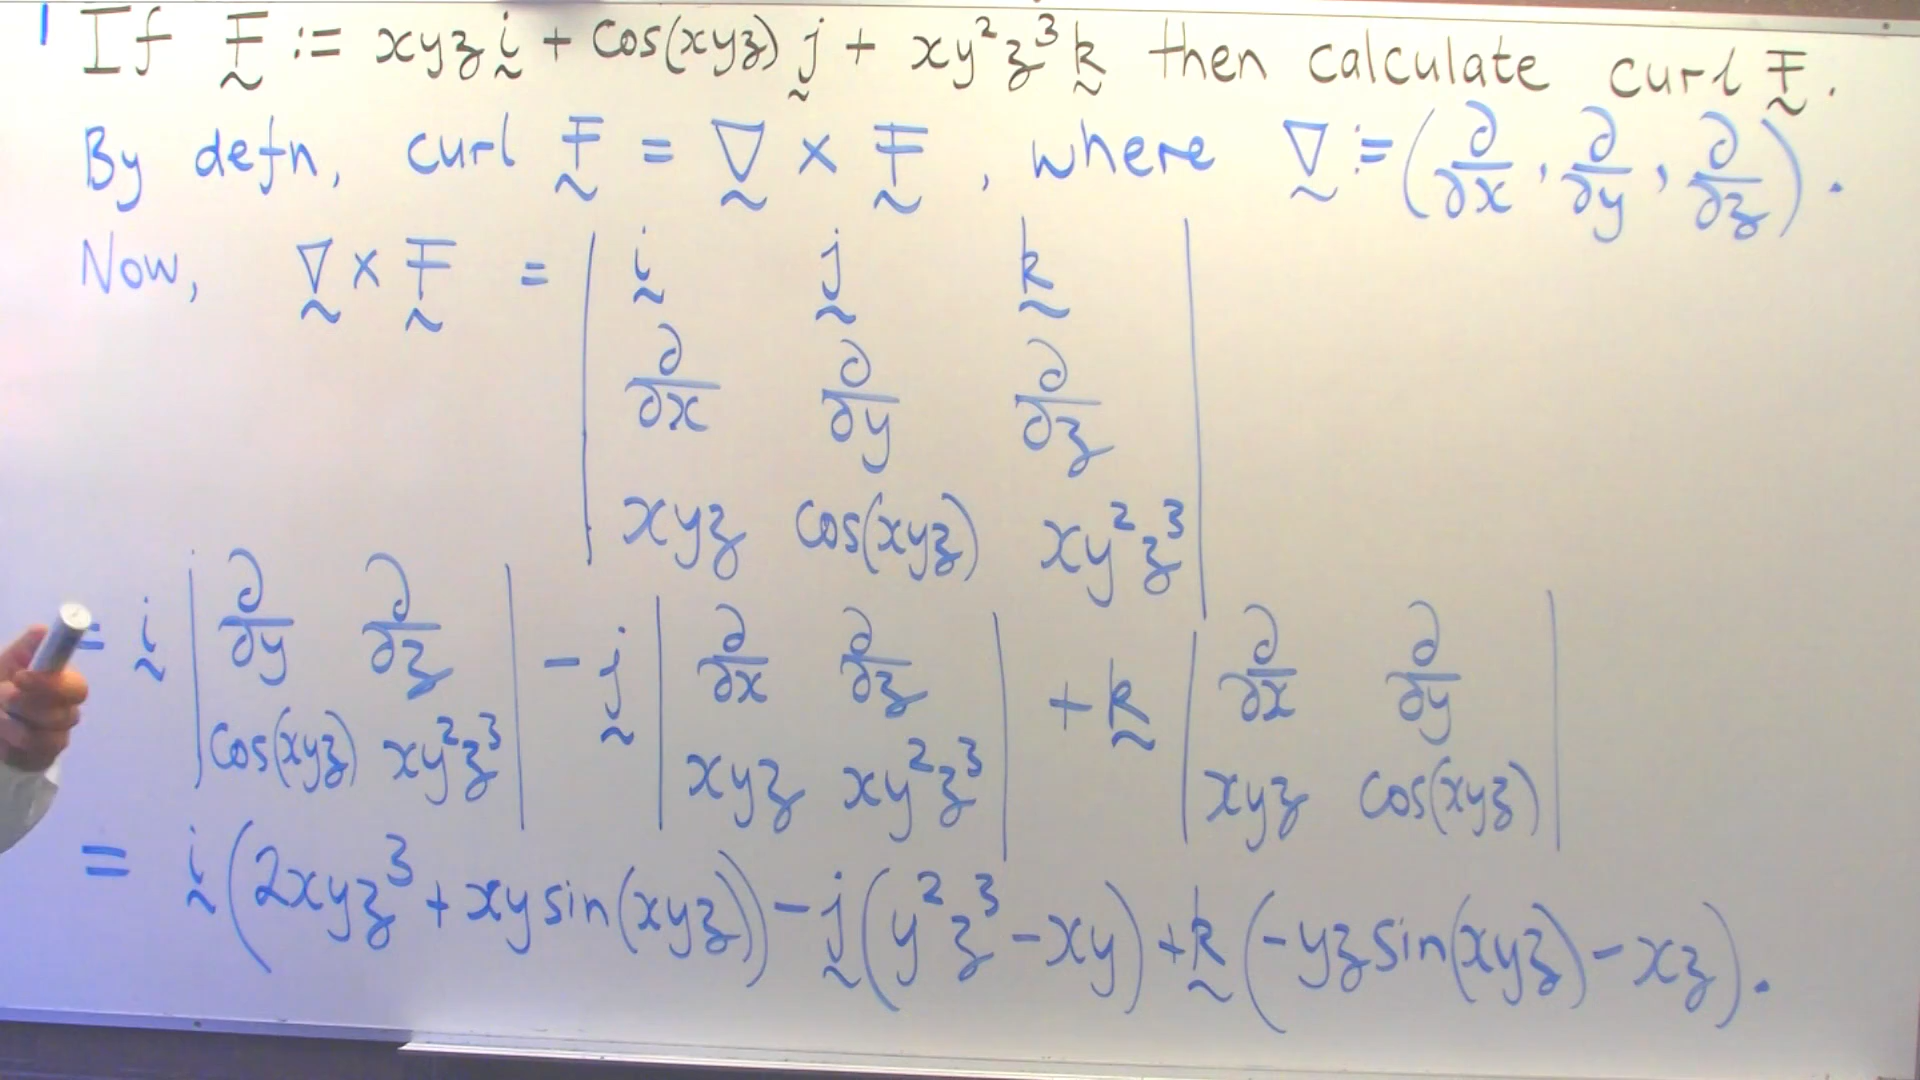 1 If F := xyz i + cos(xyz) j + xy²z³ k then calculate curl F.
By defn, curl F = ∇ × F, where ∇ := (∂/∂x, ∂/∂y, ∂/∂z).
Now, ∇ × F = | i j k
∂/∂x ∂/∂y ∂/∂z
xyz cos(xyz) xy²z³ |
= i | ∂/∂y ∂/∂z | - j | ∂/∂x ∂/∂z | + k | ∂/∂x ∂/∂y |
| cos(xyz) xy²z³ | | xyz xy²z³ | | xyz cos(xyz) |
= i (2xyz³ + xy sin(xyz)) - j (y²z³ - xy) + k (-yz sin(xyz) - xz).